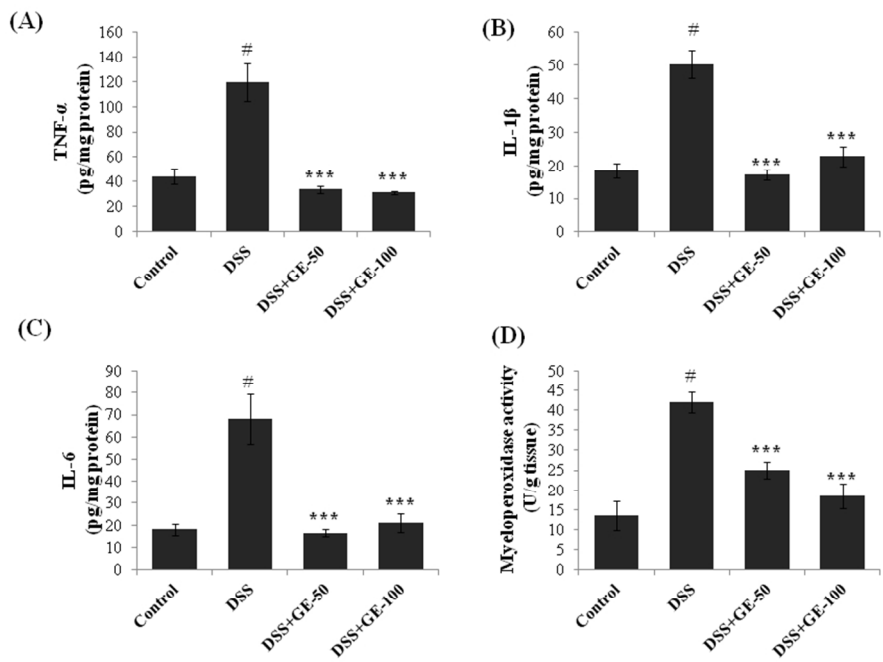 (A)
TNF-α
(pg/mg protein)
160
140
120
100
80
60
40
20
0
#
***
***
Control
DSS
DSS+GE-50
DSS+GE-100
(B)
IL-1β
(pg/mg protein)
60
50
40
30
20
10
0
#
***
***
Control
DSS
DSS+GE-50
DSS+GE-100
(C)
IL-6
(pg/mg protein)
90
80
70
60
50
40
30
20
10
0
#
***
***
Control
DSS
DSS+GE-50
DSS+GE-100
(D)
Myeloperoxidase activity
(U/g tissue)
50
45
40
35
30
25
20
15
10
5
0
#
***
***
Control
DSS
DSS+GE-50
DSS+GE-100